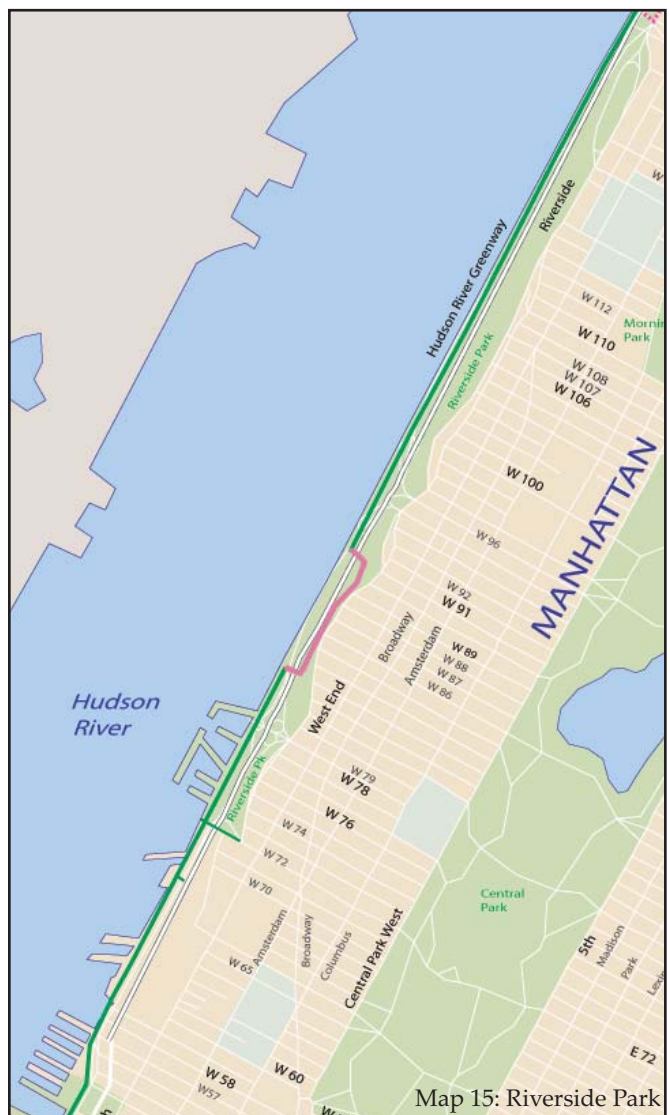 Hudson River Greenway
Riverside
W 112
W 110
W 108
W 107
W 106
Riverside Park
W 100
MANHATTAN
W 96
W 92
W 91
W 89
W 88
W 87
W 86
Broadway
Amsterdam
Hudson
River
West End
Riverside Pk
W 79
W 78
W 76
W 74
W 72
W 70
Central
Park
Amsterdam
Broadway
Columbus
Central Park West
5th
Madison
Park
W 65
E 72
W 60
W 58
W57
Park
Map 15: Riverside Park